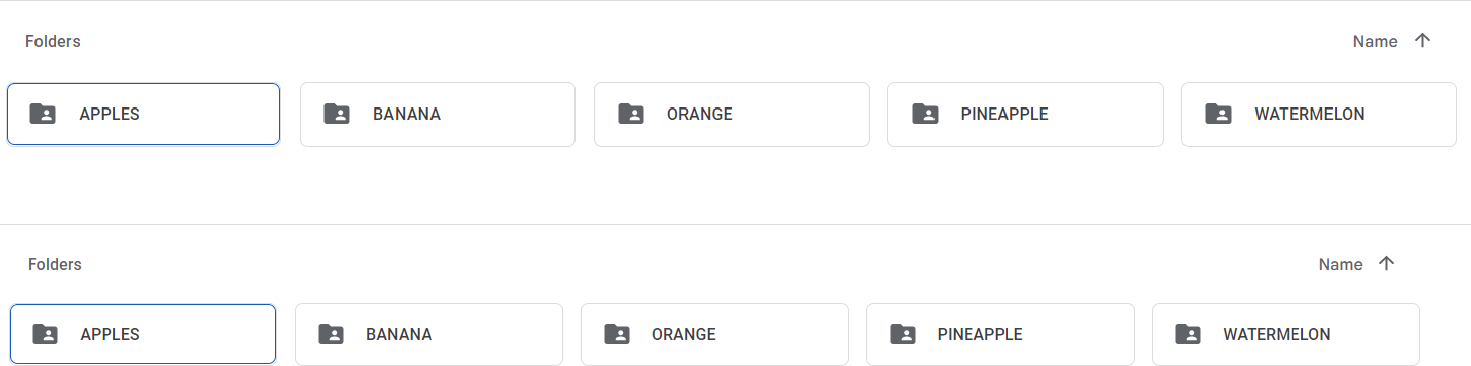 Folders Name
APPLES BANANA ORANGE PINEAPPLE WATERMELON
Folders Name
APPLES BANANA ORANGE PINEAPPLE WATERMELON